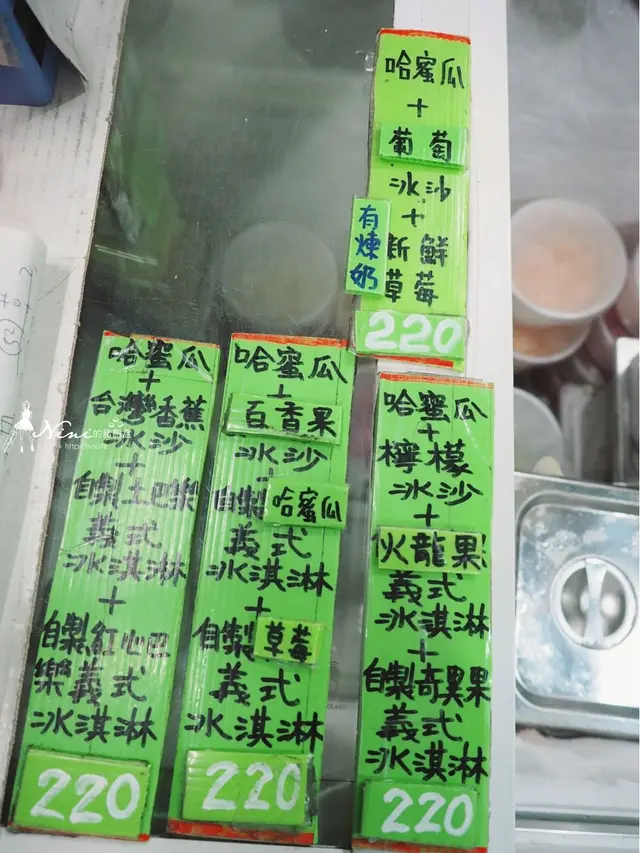 哈蜜瓜
+
葡萄
冰沙
+
新鮮
草莓
有煉奶
220
哈蜜瓜
+
台灣香蕉
冰沙
+
自製土巴樂
義式
冰淇淋
+
自製紅心巴
樂義式
冰淇淋
220
哈蜜瓜
+
百香果
冰沙
+
自製哈蜜瓜
義式
冰淇淋
+
自製草莓
義式
冰淇淋
220
哈蜜瓜
+
檸檬
冰沙
+
火龍果
義式
冰淇淋
+
自製奇異果
義式
冰淇淋
220
Nini